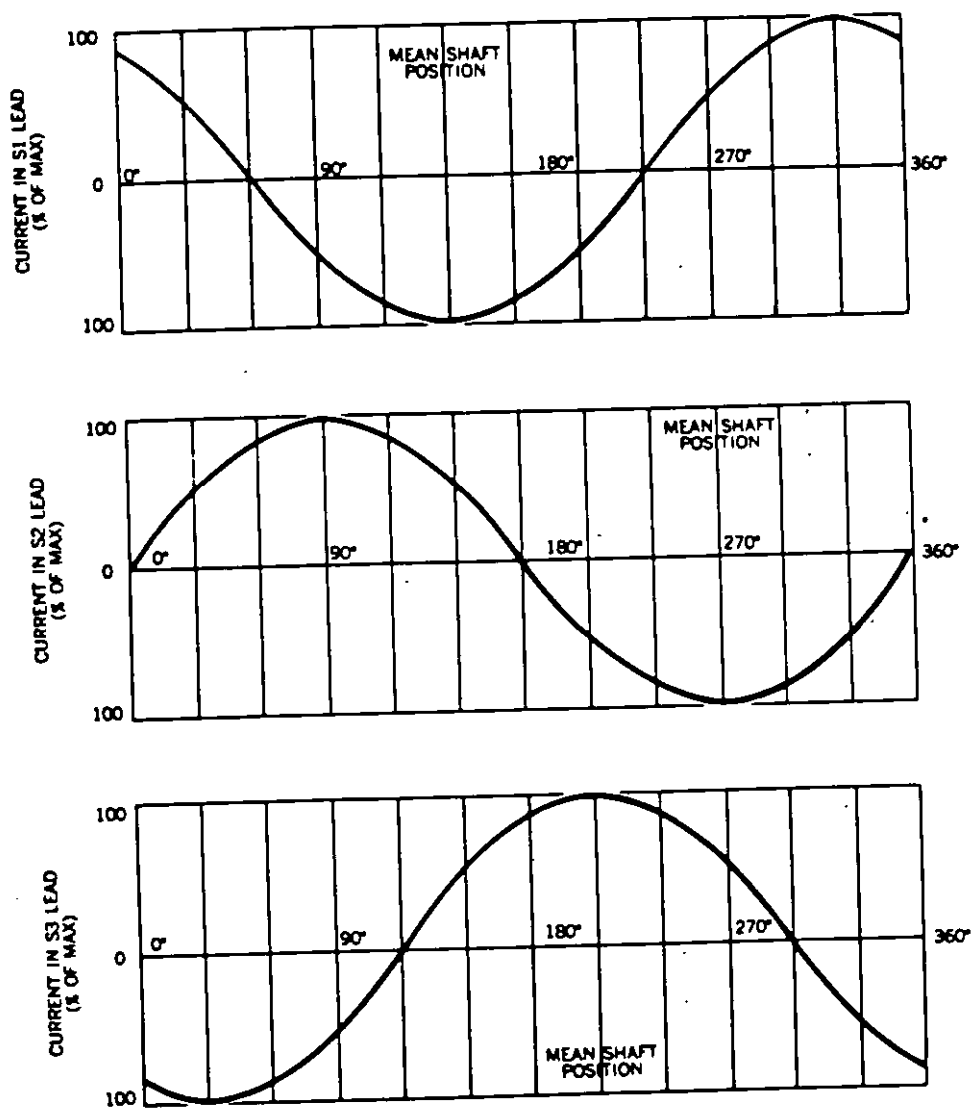 CURRENT IN S1 LEAD
(% OF MAX)
100
0
100
MEAN SHAFT
POSITION
0° 90° 180° 270° 360°
CURRENT IN S2 LEAD
(% OF MAX)
100
0
100
MEAN SHAFT
POSITION
0° 90° 180° 270° 360°
CURRENT IN S3 LEAD
(% OF MAX)
100
0
100
0° 90° 180° 270° 360°
MEAN SHAFT
POSITION